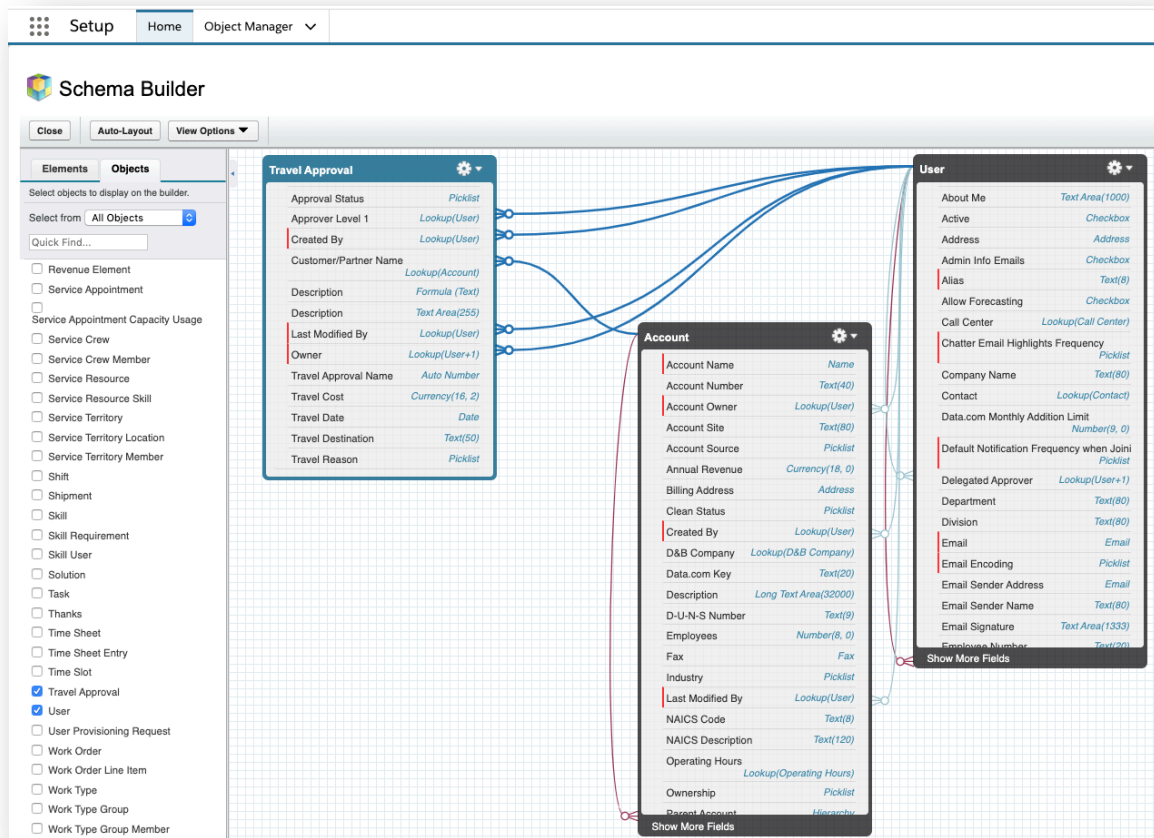 Setup
Home
Object Manager
Schema Builder
Close
Auto-Layout
View Options
Elements
Objects
Select objects to display on the builder.
Select from
All Objects
Quick Find...
Revenue Element
Service Appointment
Service Appointment Capacity Usage
Service Crew
Service Crew Member
Service Resource
Service Resource Skill
Service Territory
Service Territory Location
Service Territory Member
Shift
Shipment
Skill
Skill Requirement
Skill User
Solution
Task
Thanks
Time Sheet
Time Sheet Entry
Time Slot
Travel Approval
User
User Provisioning Request
Work Order
Work Order Line Item
Work Type
Work Type Group
Work Type Group Member
Travel Approval
Approval Status Picklist
Approver Level 1 Lookup(User)
Created By Lookup(User)
Customer/Partner Name
Lookup(Account)
Description Formula (Text)
Description Text Area(255)
Last Modified By Lookup(User)
Owner Lookup(User+1)
Travel Approval Name Auto Number
Travel Cost Currency(16, 2)
Travel Date Date
Travel Destination Text(50)
Travel Reason Picklist
Account
Account Name Name
Account Number Text(40)
Account Owner Lookup(User)
Account Site Text(80)
Account Source Picklist
Annual Revenue Currency(18, 0)
Billing Address Address
Clean Status Picklist
Created By Lookup(User)
D&B Company Lookup(D&B Company)
Data.com Key Text(20)
Description Long Text Area(32000)
D-U-N-S Number Text(9)
Employees Number(8, 0)
Fax Fax
Industry Picklist
Last Modified By Lookup(User)
NAICS Code Text(8)
NAICS Description Text(120)
Operating Hours
Lookup(Operating Hours)
Ownership Picklist
Parent Account Hierarchy
Show More Fields
User
About Me Text Area(1000)
Active Checkbox
Address Address
Admin Info Emails Checkbox
Alias Text(8)
Allow Forecasting Checkbox
Call Center Lookup(Call Center)
Chatter Email Highlights Frequency
Picklist
Company Name Text(80)
Contact Lookup(Contact)
Data.com Monthly Addition Limit
Number(9, 0)
Default Notification Frequency when Joini
Picklist
Delegated Approver Lookup(User+1)
Department Text(80)
Division Text(80)
Email Email
Email Encoding Picklist
Email Sender Address Email
Email Sender Name Text(80)
Email Signature Text Area(1333)
Employee Number Text(20)
Show More Fields